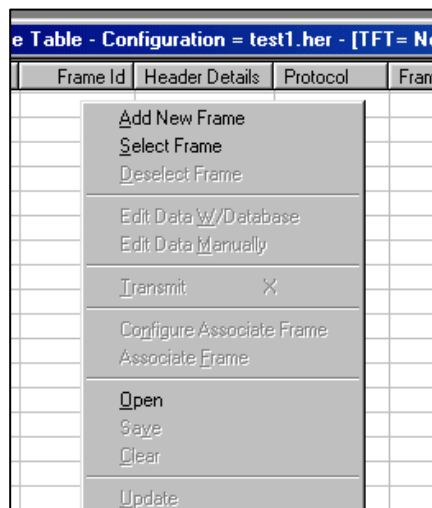 e Table - Configuration = test1.her - [TFT= N
Frame Id Header Details Protocol Fram
Add New Frame
Select Frame
Deselect Frame
Edit Data W/Database
Edit Data Manually
Transmit X
Configure Associate Frame
Associate Frame
Open
Save
Clear
Update